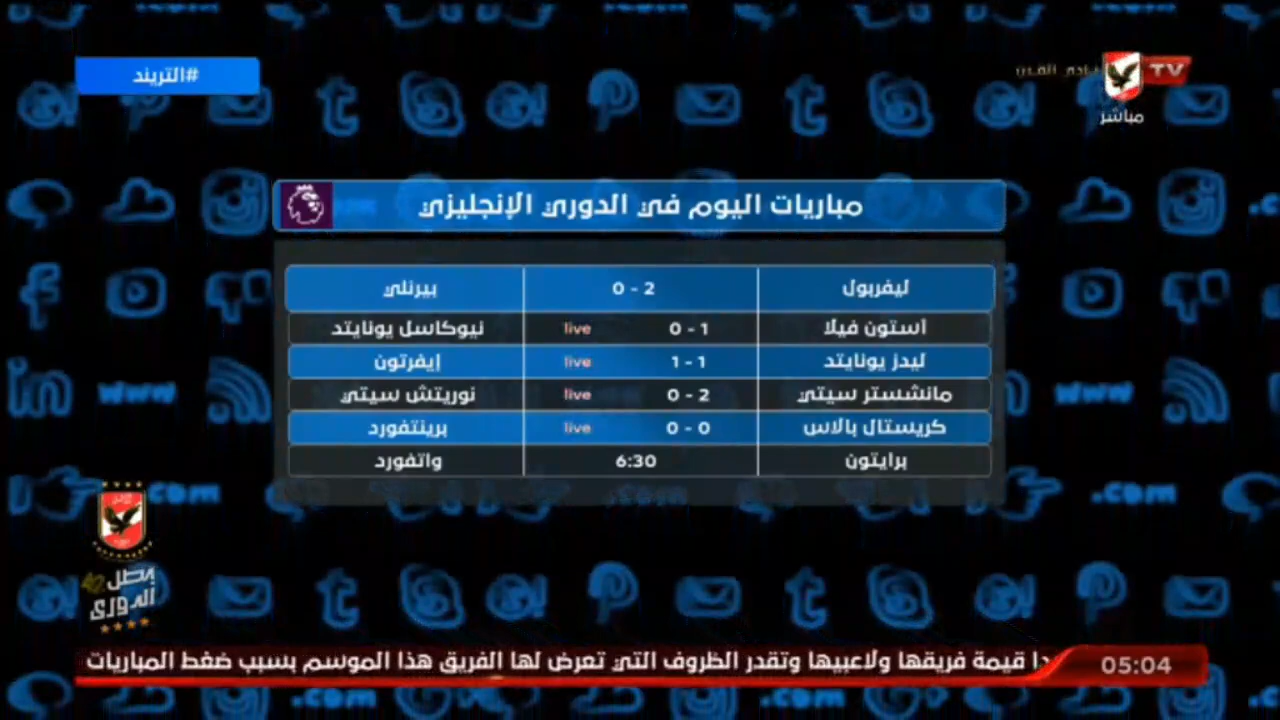 #التريند
TV
مباشر
مباريات اليوم في الدوري الإنجليزي
ليفربول 2 - 0 بيرنلي
أستون فيلا 1 - 0 live نيوكاسل يونايتد
ليدز يونايتد 1 - 1 live إيفرتون
مانشستر سيتي 2 - 0 live نوريتش سيتي
كريستال بالاس 0 - 0 live برينتفورد
برايتون 6:30 واتفورد
بطل الدوري
05:04
قيمة فريقها ولاعبيها وتقدر الظروف التي تعرض لها الفريق هذا الموسم بسبب ضغط المباريات